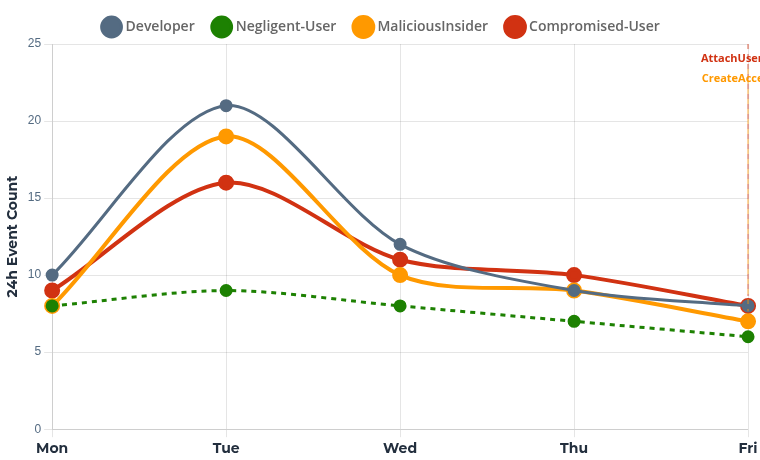 Developer Negligent-User MaliciousInsider Compromised-User
25
20
15
10
5
0
24h Event Count
AttachUser
CreateAcce
Mon Tue Wed Thu Fri